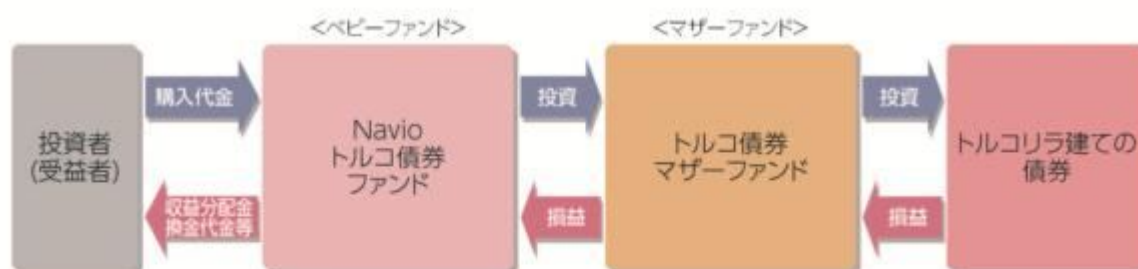 <ベビーファンド>
<マザーファンド>
投資者
(受益者)
購入代金
収益分配金
換金代金等
Navio
トルコ債券
ファンド
投資
損益
トルコ債券
マザーファンド
投資
損益
トルコリラ建ての
債券